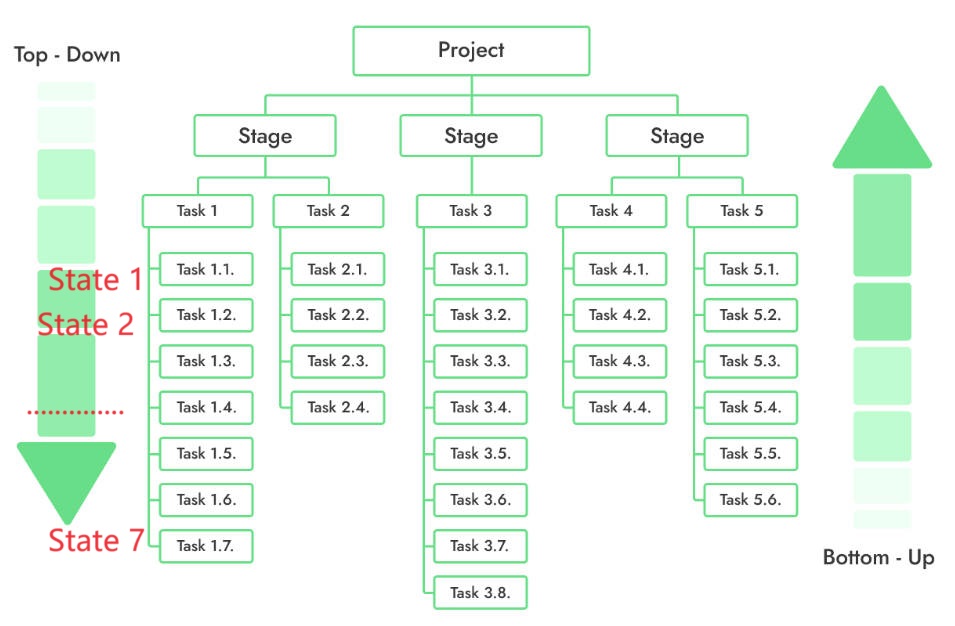 Project
Top - Down
Stage Stage Stage
Task 1 Task 2 Task 3 Task 4 Task 5
State 1 Task 1.1. Task 2.1. Task 3.1. Task 4.1. Task 5.1.
State 2 Task 1.2. Task 2.2. Task 3.2. Task 4.2. Task 5.2.
Task 1.3. Task 2.3. Task 3.3. Task 4.3. Task 5.3.
.............. Task 1.4. Task 2.4. Task 3.4. Task 4.4. Task 5.4.
Task 1.5. Task 3.5. Task 5.5.
Task 1.6. Task 3.6. Task 5.6.
State 7 Task 1.7. Task 3.7.
Bottom - Up
Task 3.8.